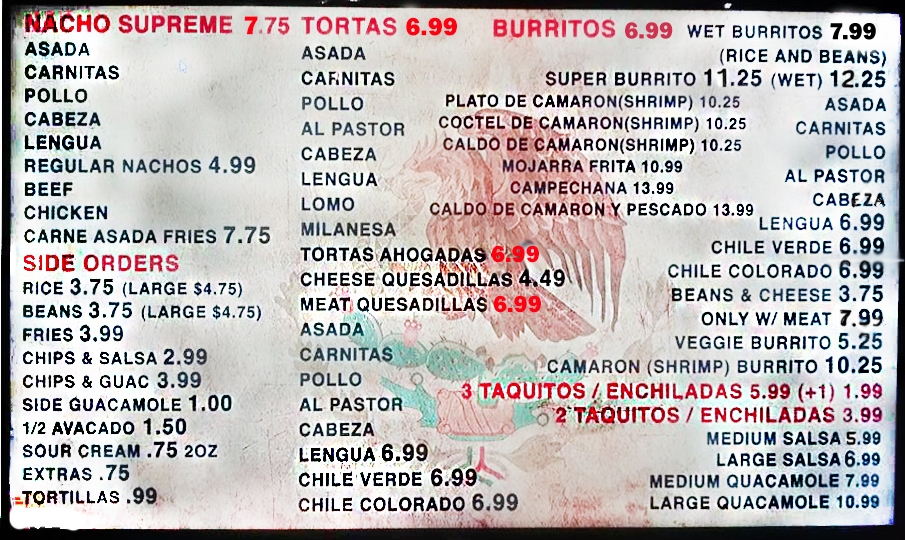 NACHO SUPREME 7.75
ASADA
CARNITAS
POLLO
CABEZA
LENGUA
REGULAR NACHOS 4.99
BEEF
CHICKEN
CARNE ASADA FRIES 7.75
SIDE ORDERS
RICE 3.75 (LARGE $4.75)
BEANS 3.75 (LARGE $4.75)
FRIES 3.99
CHIPS & SALSA 2.99
CHIPS & GUAC 3.99
SIDE GUACAMOLE 1.00
1/2 AVACADO 1.50
SOUR CREAM .75 2OZ
EXTRAS .75
TORTILLAS .99
TORTAS 6.99
ASADA
CARNITAS
POLLO
AL PASTOR
CABEZA
LENGUA
LOMO
MILANESA
TORTAS AHOGADAS 6.99
CHEESE QUESADILLAS 4.49
MEAT QUESADILLAS 6.99
ASADA
CARNITAS
POLLO
AL PASTOR
CABEZA
LENGUA 6.99
CHILE VERDE 6.99
CHILE COLORADO 6.99
BURRITOS 6.99 WET BURRITOS 7.99
(RICE AND BEANS)
SUPER BURRITO 11.25 (WET) 12.25
PLATO DE CAMARON(SHRIMP) 10.25
COCTEL DE CAMARON(SHRIMP) 10.25
CALDO DE CAMARON(SHRIMP) 10.25
MOJARRA FRITA 10.99
CAMPECHANA 13.99
CALDO DE CAMARON Y PESCADO 13.99
ASADA
CARNITAS
POLLO
AL PASTOR
CABEZA
LENGUA 6.99
CHILE VERDE 6.99
CHILE COLORADO 6.99
BEANS & CHEESE 3.75
ONLY W/ MEAT 7.99
VEGGIE BURRITO 5.25
CAMARON (SHRIMP) BURRITO 10.25
3 TAQUITOS / ENCHILADAS 5.99 (+1) 1.99
2 TAQUITOS / ENCHILADAS 3.99
MEDIUM SALSA 5.99
LARGE SALSA 6.99
MEDIUM QUACAMOLE 7.99
LARGE QUACAMOLE 10.99